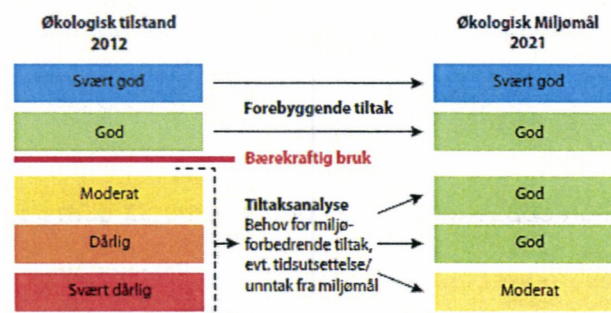 Økologisk tilstand
2012
Økologisk Miljømål
2021
Svært god
Svært god
Forebyggende tiltak
God
God
Bærekraftig bruk
Moderat
Tiltaksanalyse
Behov for miljø-
forbedrende tiltak,
evt. tidsutsettelse/
unntak fra miljømål
God
Dårlig
God
Svært dårlig
Moderat